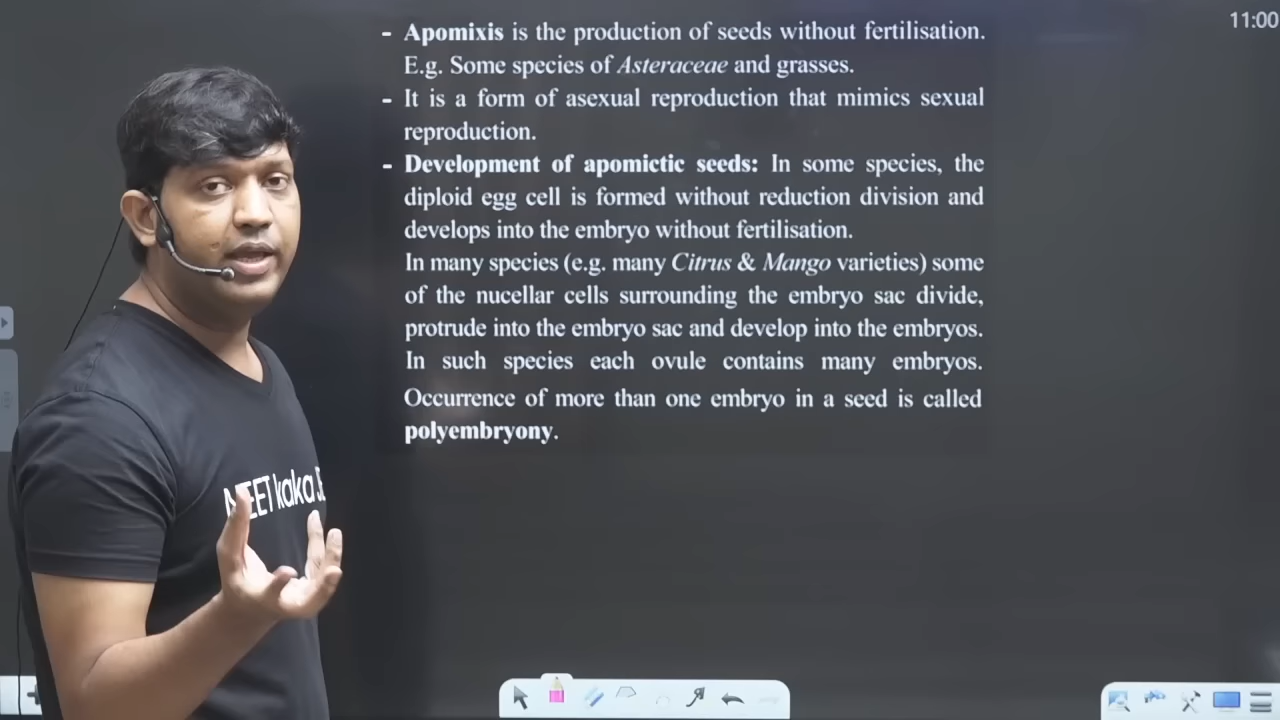 11:00
- Apomixis is the production of seeds without fertilisation.
E.g. Some species of Asteraceae and grasses.
- It is a form of asexual reproduction that mimics sexual
reproduction.
- Development of apomictic seeds: In some species, the
diploid egg cell is formed without reduction division and
develops into the embryo without fertilisation.
In many species (e.g. many Citrus & Mango varieties) some
of the nucellar cells surrounding the embryo sac divide,
protrude into the embryo sac and develop into the embryos.
In such species each ovule contains many embryos.
Occurrence of more than one embryo in a seed is called
polyembryony.
NEET kaka JE